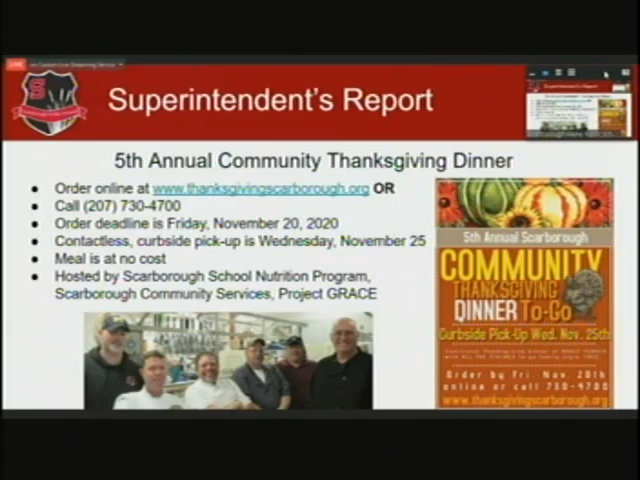 LIVE
Superintendent's Report
5th Annual Community Thanksgiving Dinner
● Order online at www.thanksgivingscarborough.org OR
● Call (207) 730-4700
● Order deadline is Friday, November 20, 2020
● Contactless, curbside pick-up is Wednesday, November 25
● Meal is at no cost
● Hosted by Scarborough School Nutrition Program,
Scarborough Community Services, Project GRACE
5th Annual Scarborough
COMMUNITY
THANKSGIVING
DINNER To-Go
Curbside Pick-Up Wed. Nov. 25th
Order by Fri. Nov. 20th
online or call 730-4700
www.thanksgivingscarborough.org
Superintendent's Report